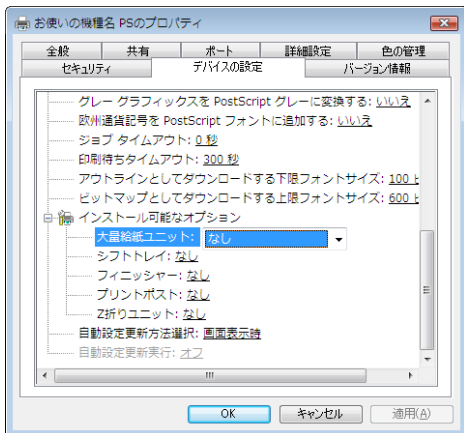 お使いの機種名 PSのプロパティ
全般 共有 ポート 詳細設定 色の管理
セキュリティ デバイスの設定 バージョン情報
グレー グラフィックスを PostScript グレーに変換する: いいえ
欧州通貨記号を PostScript フォントに追加する: いいえ
ジョブ タイムアウト: 0 秒
印刷待ちタイムアウト: 300 秒
アウトラインとしてダウンロードする下限フォントサイズ: 100 ピ
ビットマップとしてダウンロードする上限フォントサイズ: 600 ピ
インストール可能なオプション
大量給紙ユニット: なし
シフトトレイ: なし
フィニッシャー: なし
プリントポスト: なし
Z折りユニット: なし
自動設定更新方法選択: 画面表示時
自動設定更新実行: オフ
OK キャンセル 適用(A)